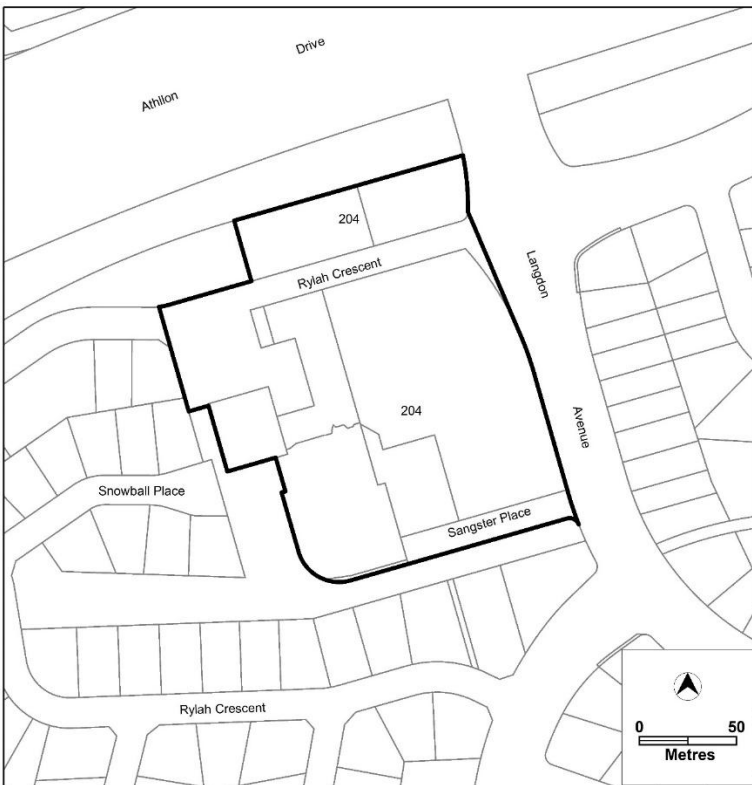 Drive
Athllon
204
Rylah Crescent
Langdon
204
Avenue
Snowball Place
Sangster Place
Rylah Crescent
0 50
Metres